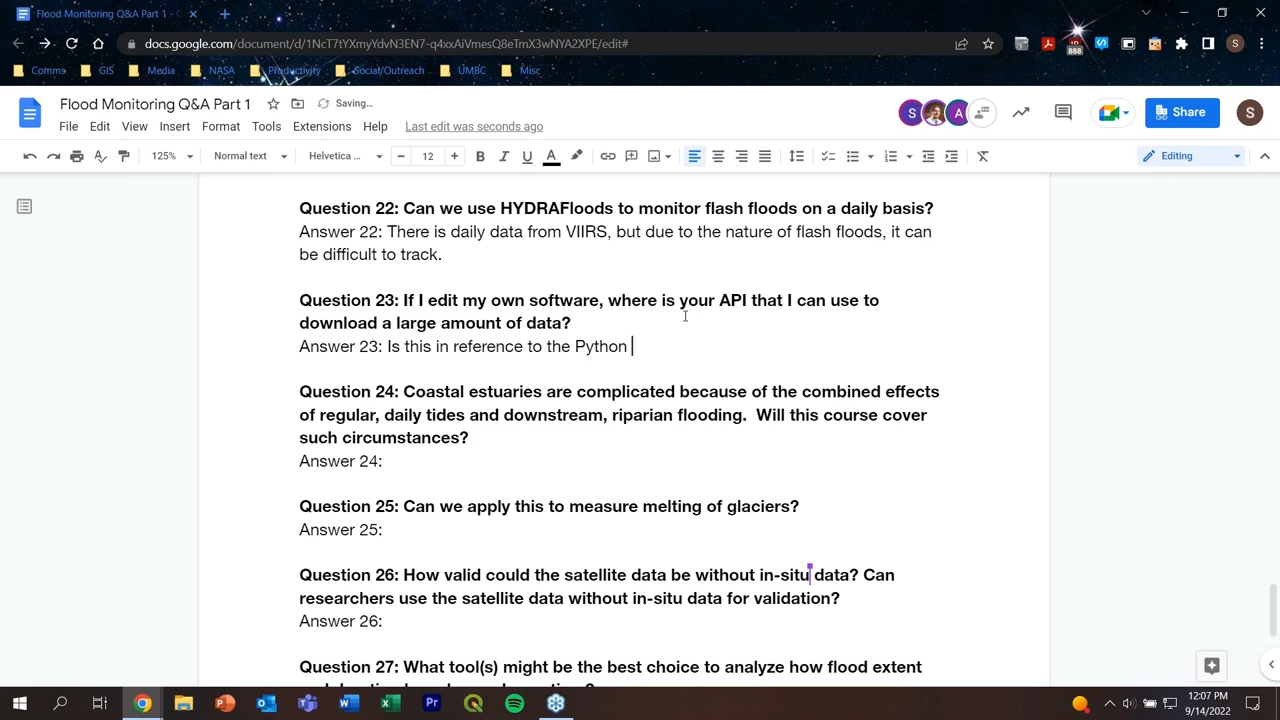 Flood Monitoring Q&A Part 1 - G
docs.google.com/document/d/1NcT7tYXmyYdvN3EN7-q4xxAiVmesQ8eTmX3wNYA2XPE/edit#
888
S
Comms GIS Media NASA Productivity Social/Outreach UMBC Misc
Flood Monitoring Q&A Part 1 Saving...
S A Share S
File Edit View Insert Format Tools Extensions Help Last edit was seconds ago
125% Normal text Helvetica ... 12 B I U A Editing
Question 22: Can we use HYDRAFloods to monitor flash floods on a daily basis?
Answer 22: There is daily data from VIIRS, but due to the nature of flash floods, it can
be difficult to track.
Question 23: If I edit my own software, where is your API that I can use to
download a large amount of data?
Answer 23: Is this in reference to the Python
Question 24: Coastal estuaries are complicated because of the combined effects
of regular, daily tides and downstream, riparian flooding.  Will this course cover
such circumstances?
Answer 24:
Question 25: Can we apply this to measure melting of glaciers?
Answer 25:
Question 26: How valid could the satellite data be without in-situ data? Can
researchers use the satellite data without in-situ data for validation?
Answer 26:
Question 27: What tool(s) might be the best choice to analyze how flood extent
12:07 PM
9/14/2022